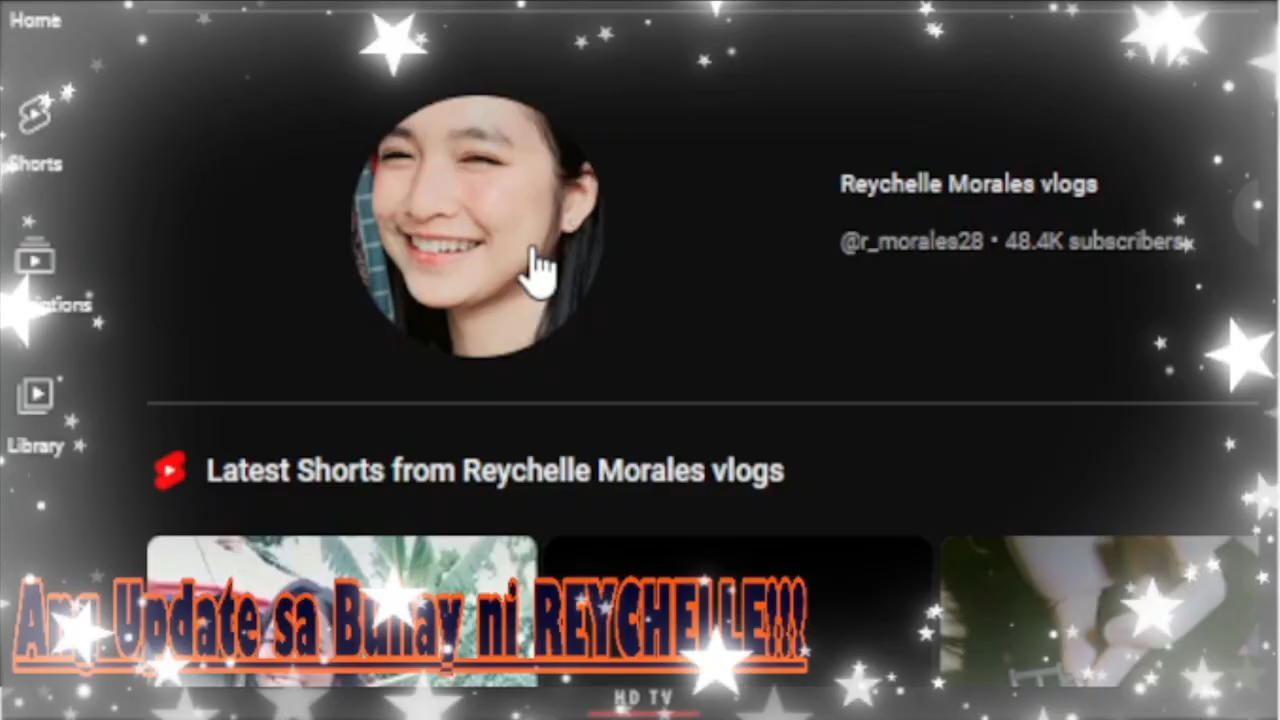 Home
Shorts
Reychelle Morales vlogs
@r_morales28 • 48.4K subscribers
Library
Latest Shorts from Reychelle Morales vlogs
Ang Update sa Buhay ni REYCHELLE!!!
HD TV